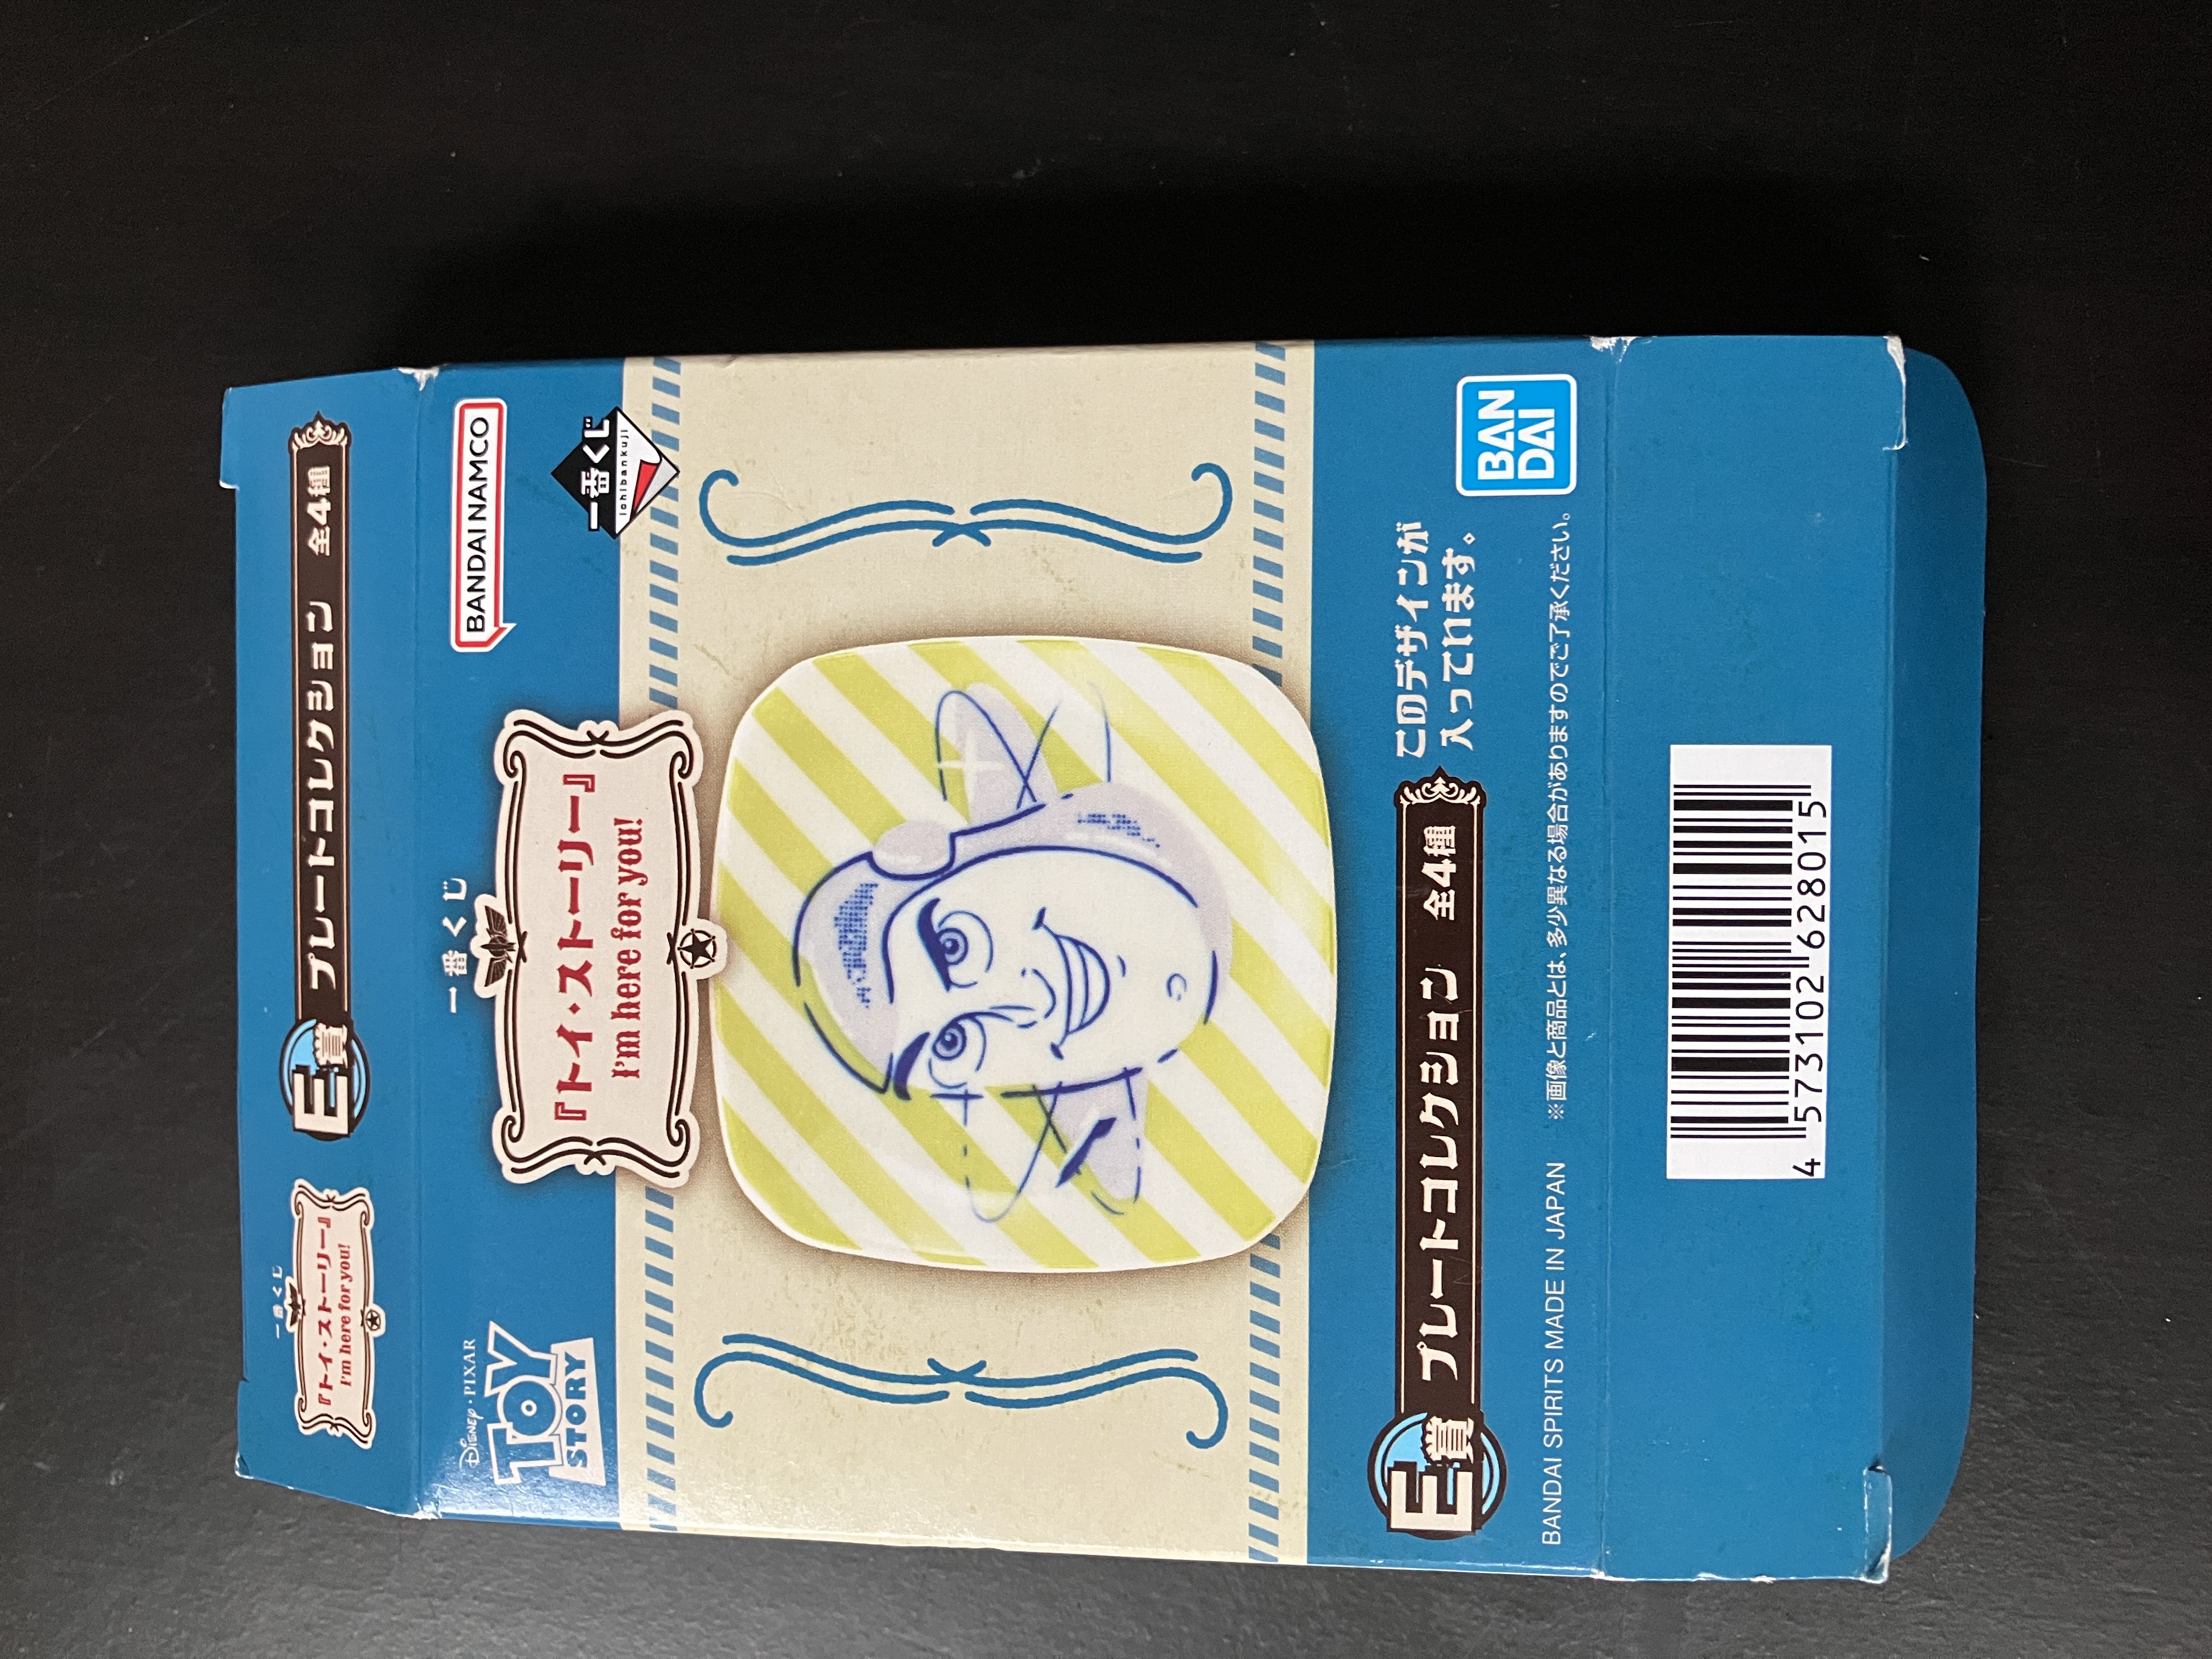 一番くじ
『トイ・ストーリー』
I'm here for you!
E賞 プレートコレクション 全4種
DISNEY・PIXAR
TOY
STORY
一番くじ
『トイ・ストーリー』
I'm here for you!
BANDAI NAMCO
一番くじ
ichibankuji
E賞 プレートコレクション 全4種
このデザインが
入っています。
BAN
DAI
BANDAI SPIRITS MADE IN JAPAN ※画像と商品とは、多少異なる場合がありますのでご了承ください。
4 573102 628015